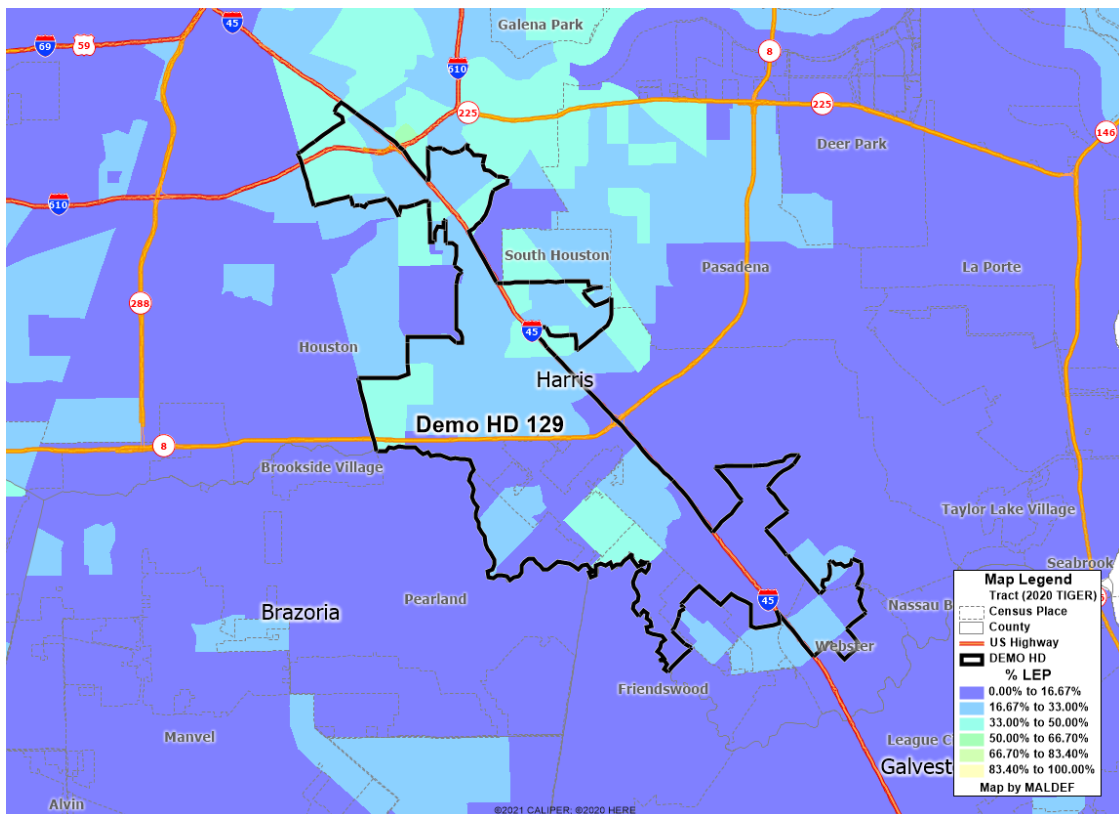 45
Galena Park
69
59
8
610
225
225
146
Deer Park
610
South Houston
Pasadena
La Porte
288
45
Houston
Harris
Demo HD 129
8
Brookside Village
Taylor Lake Village
Seabrook
Map Legend
Tract (2020 TIGER)
Census Place
County
US Highway
DEMO HD
% LEP
0.00% to 16.67%
16.67% to 33.00%
33.00% to 50.00%
50.00% to 66.70%
66.70% to 83.40%
83.40% to 100.00%
Map by MALDEF
Pearland
45
Nassau B
Brazoria
Webster
Friendswood
Manvel
League C
Galvest
Alvin
©2021 CALIPER; ©2020 HERE